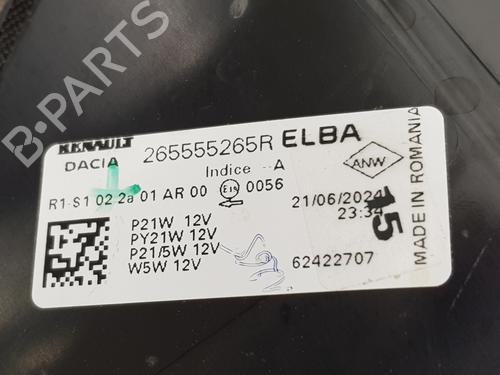 RENAULT
DACIA
265555265R ELBA
Indice - A
ANW
R1-S1 02 2a 01 AR 00 E19 0056
21/06/2024
23:34
15
MADE IN ROMANIA
P21W 12V
PY21W 12V
P21/5W 12V
W5W 12V
62422707
B-PARTS